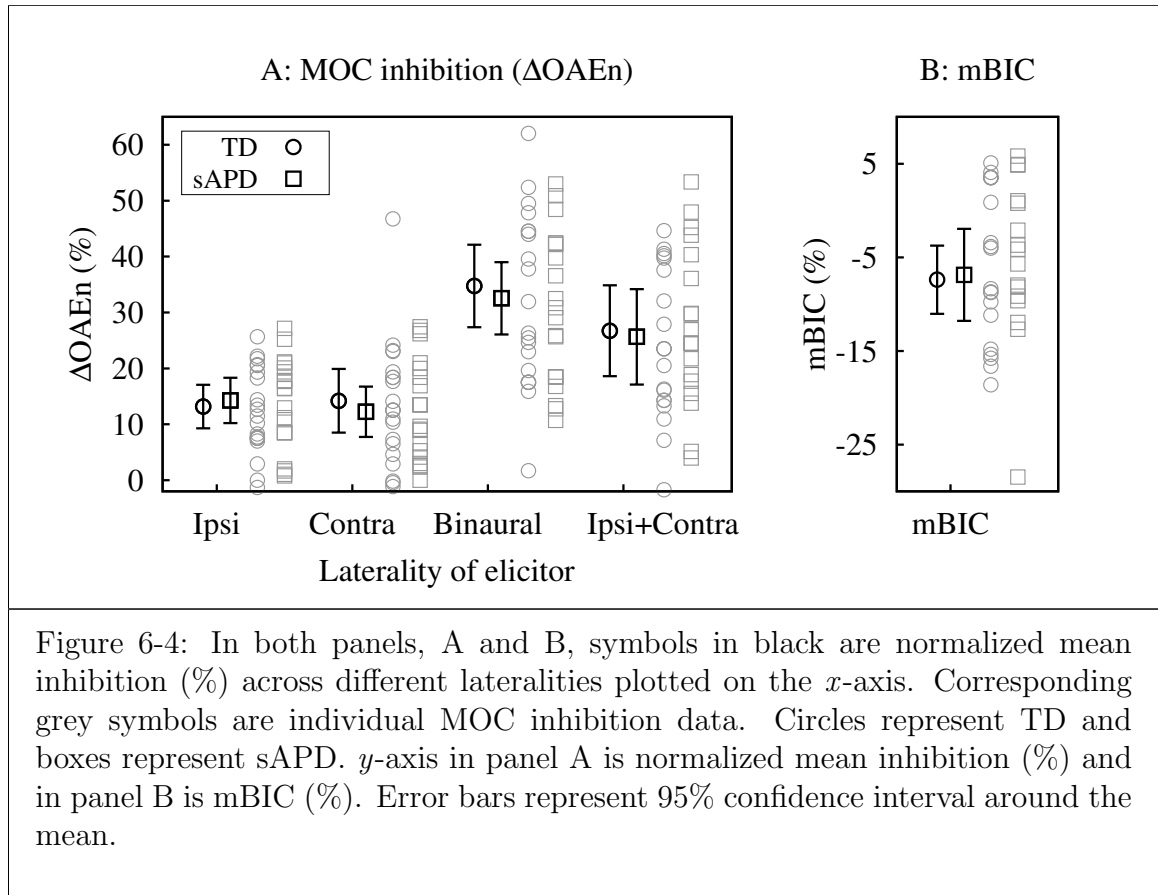 A: MOC inhibition (ΔOAEn)
B: mBIC
TD
sAPD
ΔOAEn (%)
60
50
40
30
20
10
0
Ipsi
Contra
Binaural
Ipsi+Contra
Laterality of elicitor
mBIC (%)
5
-5
-15
-25
mBIC
Figure 6-4: In both panels, A and B, symbols in black are normalized mean
inhibition (%) across different lateralities plotted on the x-axis. Corresponding
grey symbols are individual MOC inhibition data. Circles represent TD and
boxes represent sAPD. y-axis in panel A is normalized mean inhibition (%) and
in panel B is mBIC (%). Error bars represent 95% confidence interval around the
mean.